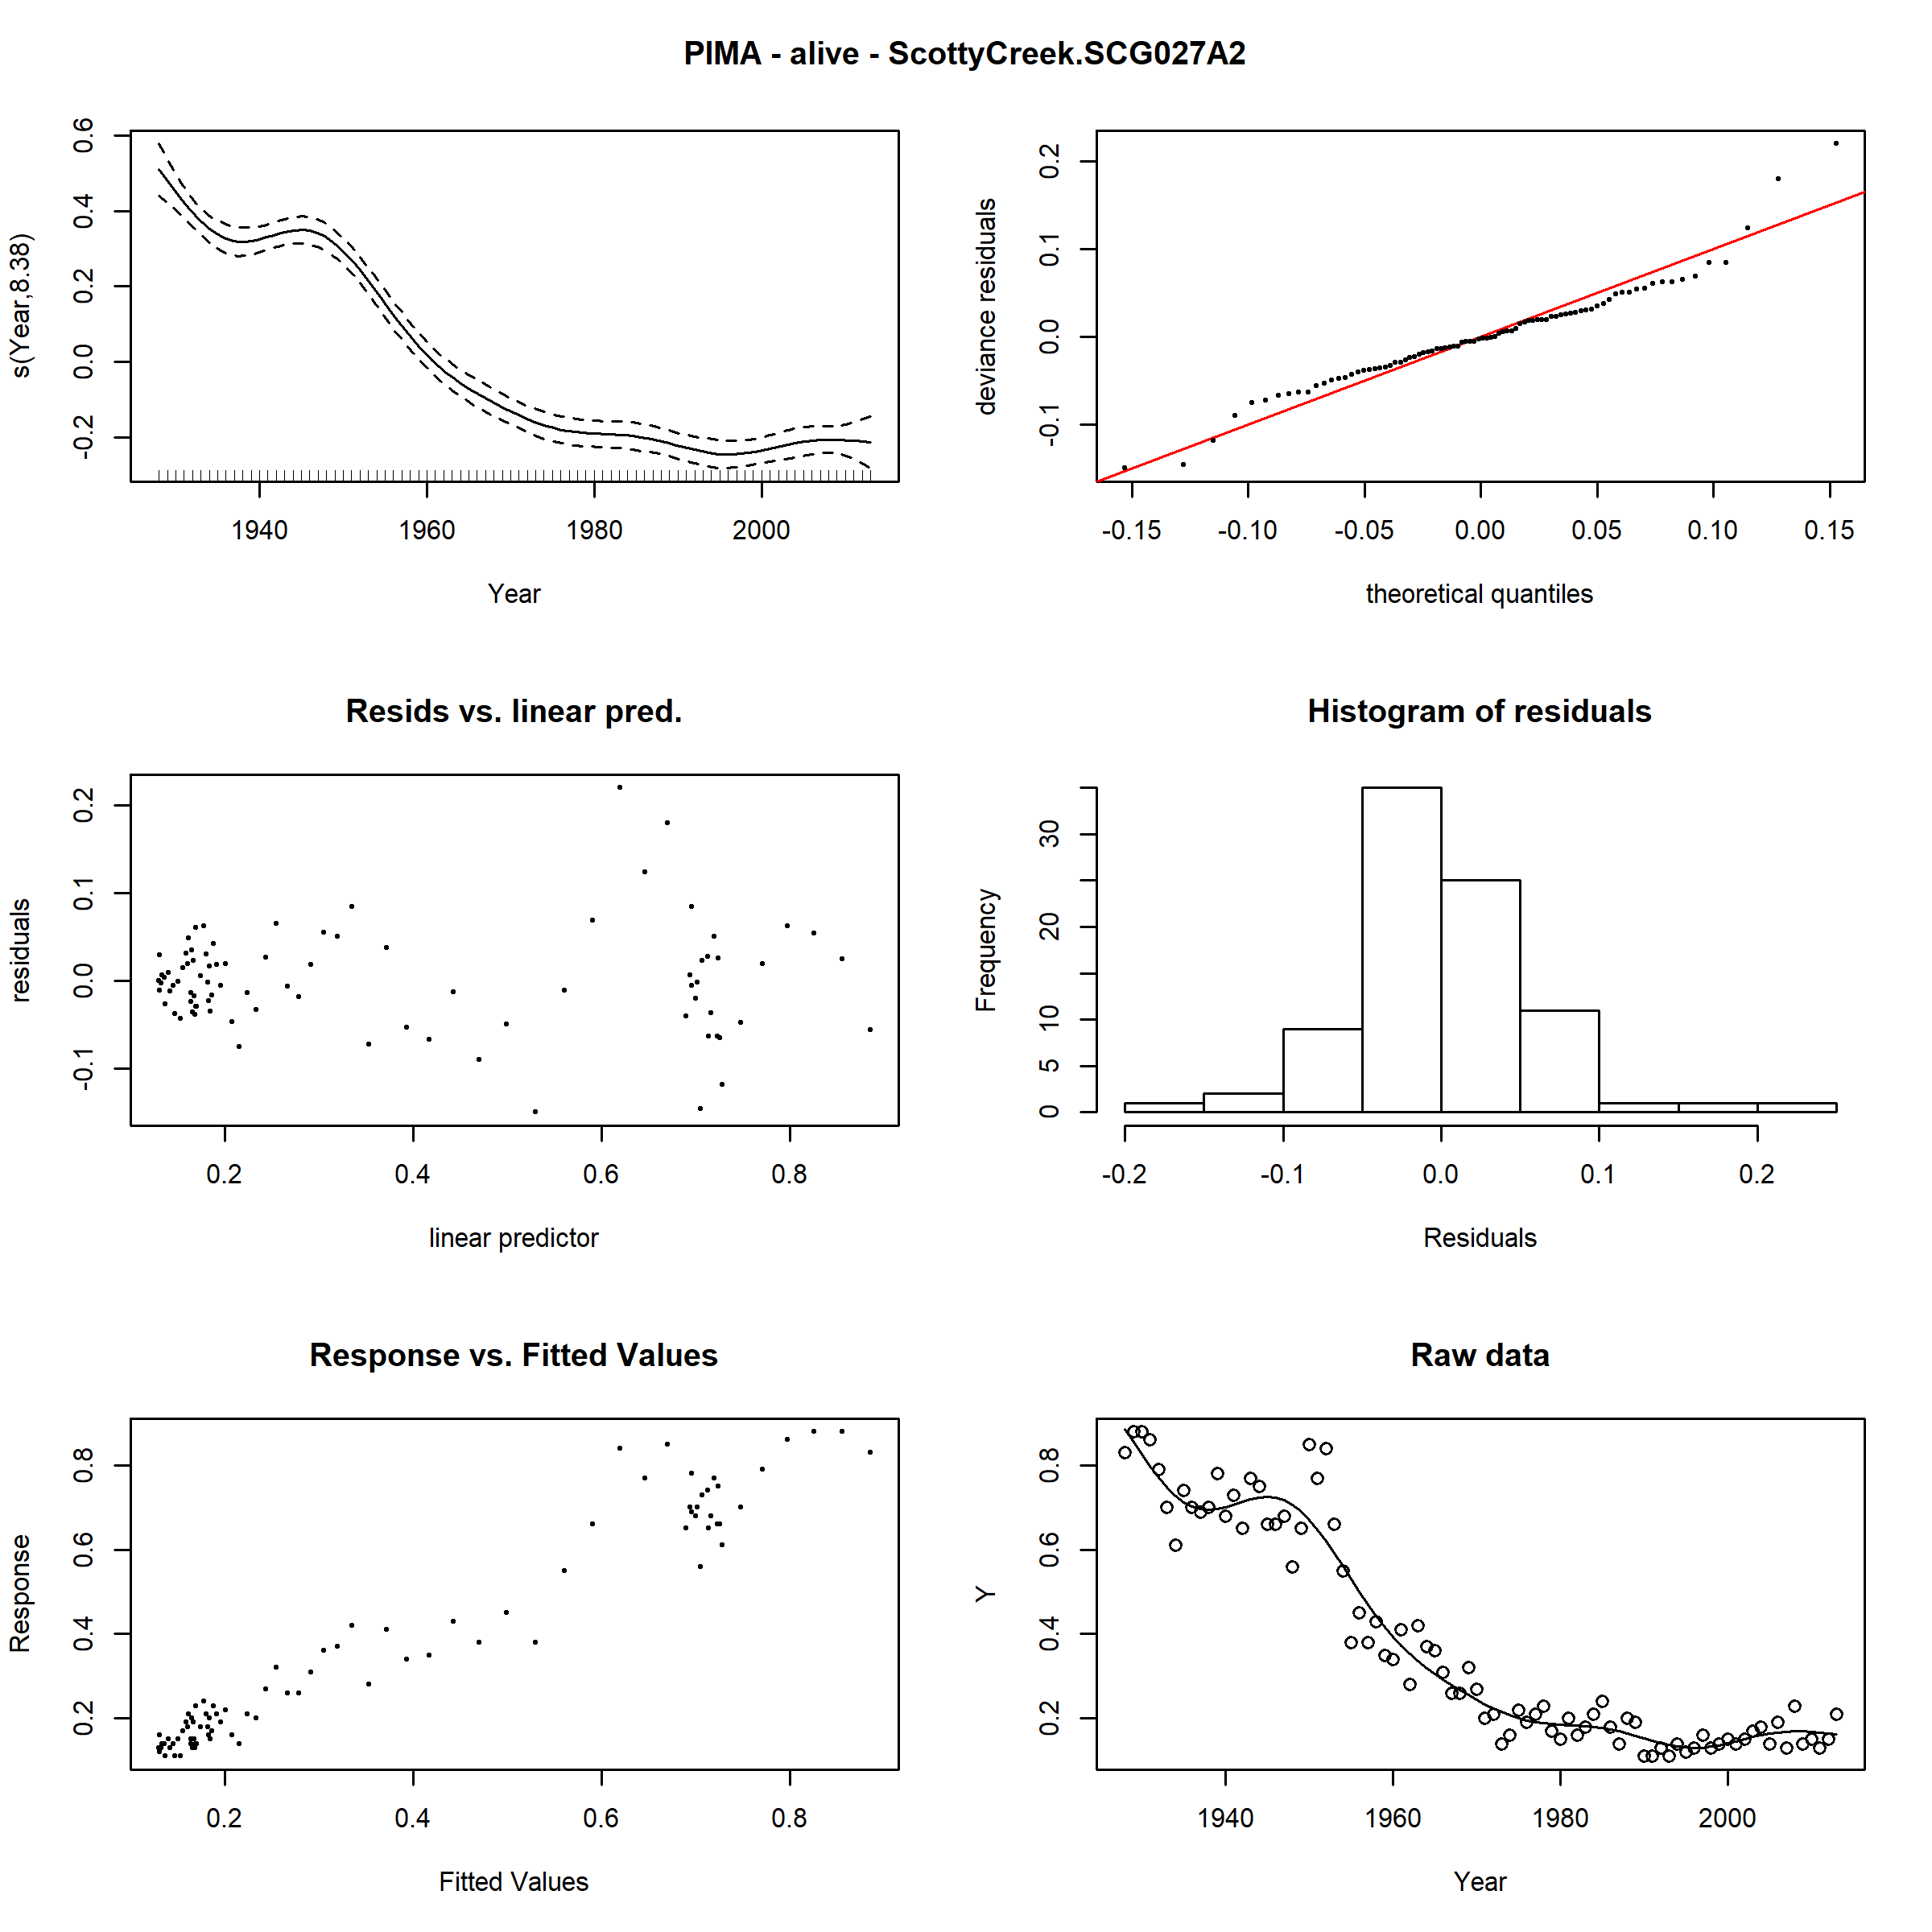 PIMA - alive - ScottyCreek.SCG027A2
s(Year,8.38)
0.6
0.4
0.2
0.0
-0.2
1940 1960 1980 2000
Year
deviance residuals
0.2
0.1
0.0
-0.1
-0.15 -0.10 -0.05 0.00 0.05 0.10 0.15
theoretical quantiles
Resids vs. linear pred.
residuals
0.2
0.1
0.0
-0.1
0.2 0.4 0.6 0.8
linear predictor
Histogram of residuals
Frequency
30
20
10
5
0
-0.2 -0.1 0.0 0.1 0.2
Residuals
Response vs. Fitted Values
Response
0.8
0.6
0.4
0.2
0.2 0.4 0.6 0.8
Fitted Values
Raw data
Y
0.8
0.6
0.4
0.2
1940 1960 1980 2000
Year